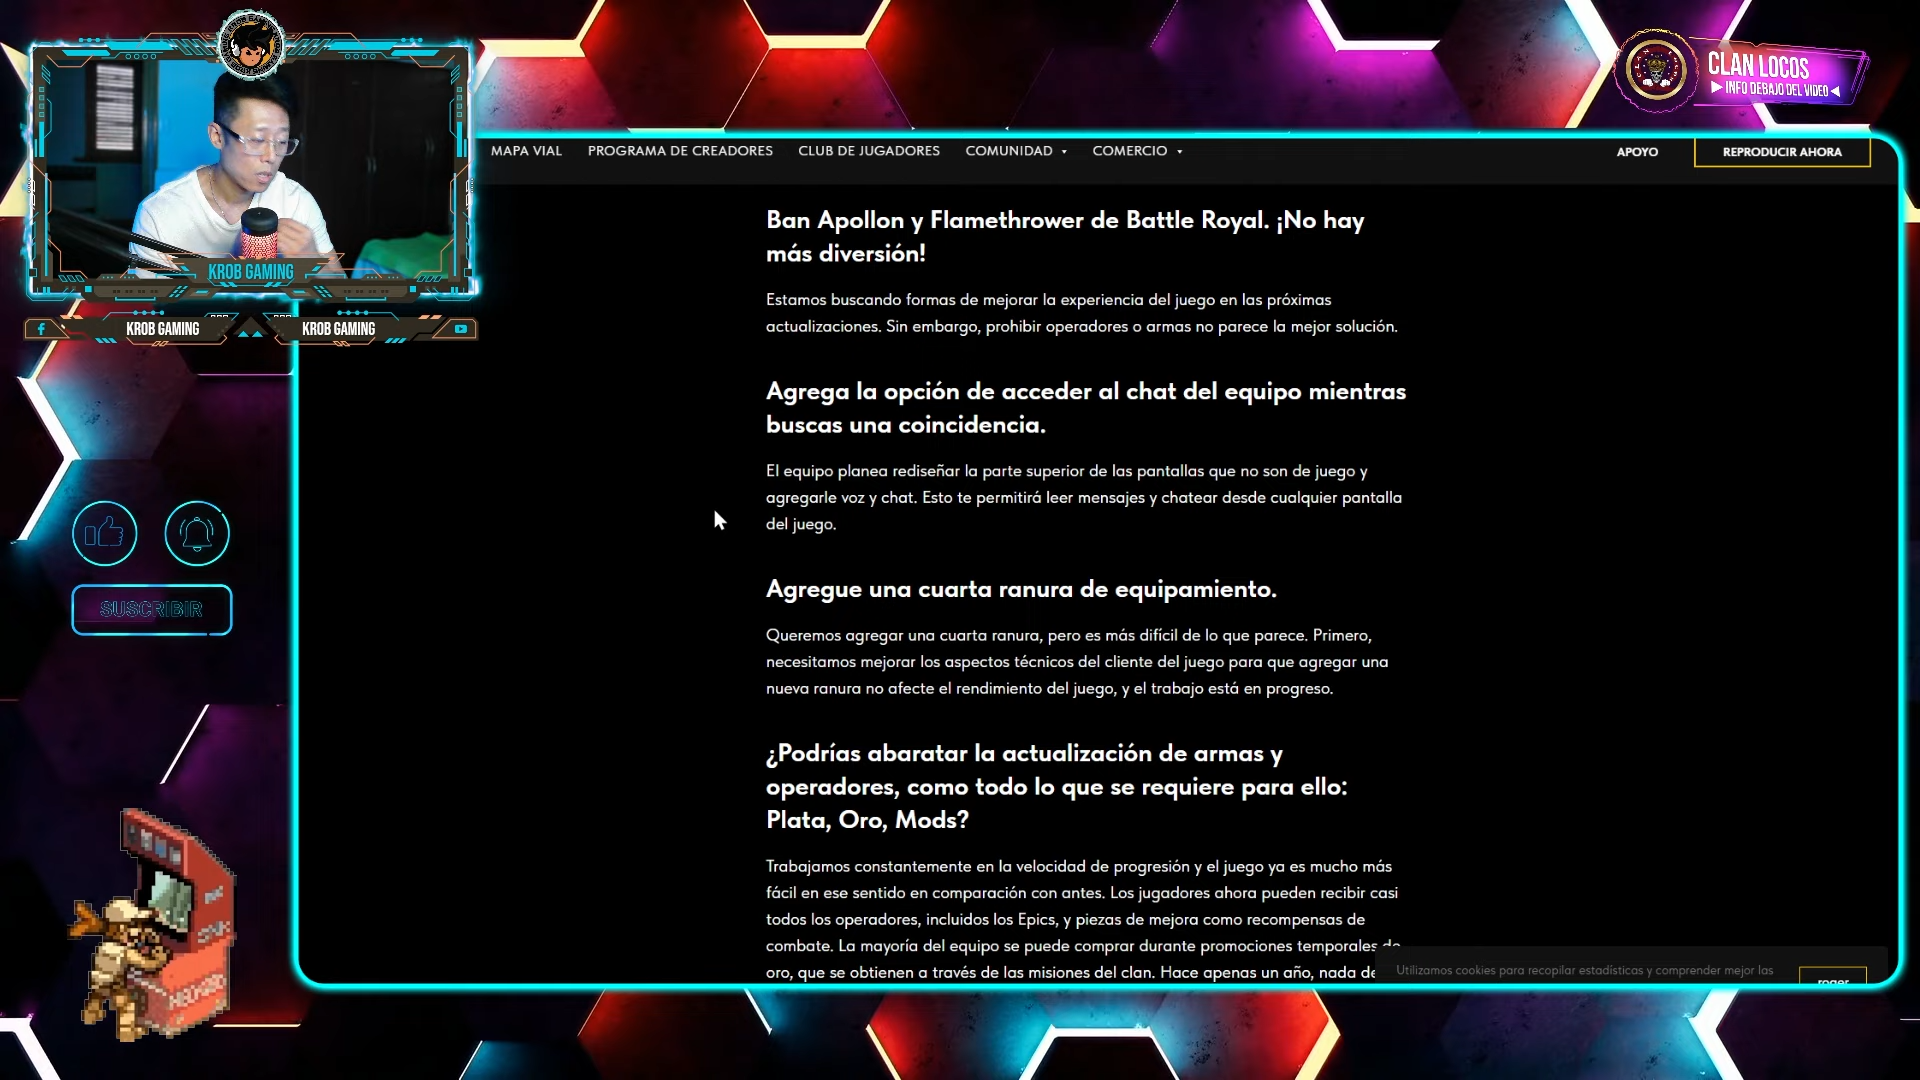 KROB GAMING
KROB GAMING
KROB GAMING
CLAN LOCOS
INFO DEBAJO DEL VIDEO
MAPA VIAL PROGRAMA DE CREADORES CLUB DE JUGADORES COMUNIDAD COMERCIO APOYO REPRODUCIR AHORA
Ban Apollon y Flamethrower de Battle Royal. ¡No hay
más diversión!
Estamos buscando formas de mejorar la experiencia del juego en las próximas
actualizaciones. Sin embargo, prohibir operadores o armas no parece la mejor solución.
Agrega la opción de acceder al chat del equipo mientras
buscas una coincidencia.
El equipo planea rediseñar la parte superior de las pantallas que no son de juego y
agregarle voz y chat. Esto te permitirá leer mensajes y chatear desde cualquier pantalla
del juego.
Agregue una cuarta ranura de equipamiento.
Queremos agregar una cuarta ranura, pero es más difícil de lo que parece. Primero,
necesitamos mejorar los aspectos técnicos del cliente del juego para que agregar una
nueva ranura no afecte el rendimiento del juego, y el trabajo está en progreso.
¿Podrías abaratar la actualización de armas y
operadores, como todo lo que se requiere para ello:
Plata, Oro, Mods?
Trabajamos constantemente en la velocidad de progresión y el juego ya es mucho más
fácil en ese sentido en comparación con antes. Los jugadores ahora pueden recibir casi
todos los operadores, incluidos los Epics, y piezas de mejora como recompensas de
combate. La mayoría del equipo se puede comprar durante promociones temporales de
oro, que se obtienen a través de las misiones del clan. Hace apenas un año, nada de
Utilizamos cookies para recopilar estadísticas y comprender mejor las
roger
SUSCRIBIR